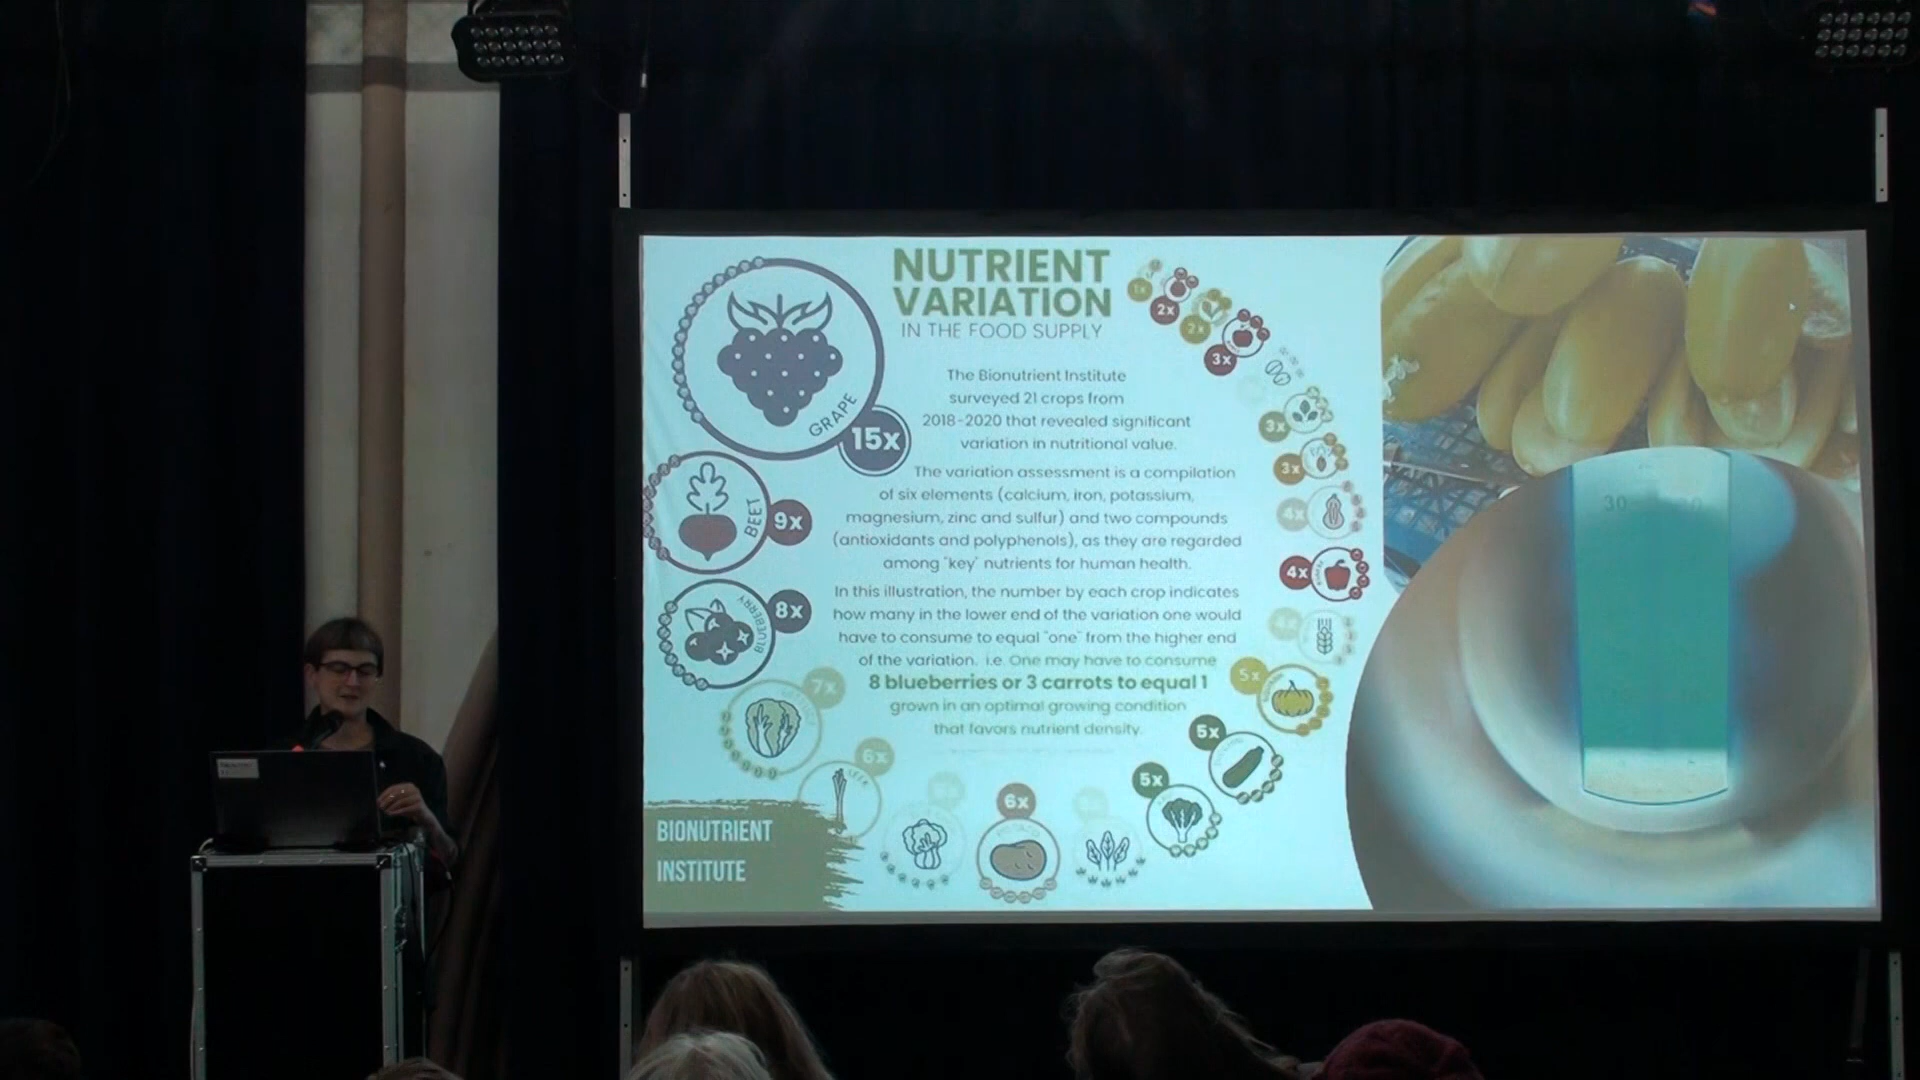 NUTRIENT
VARIATION
IN THE FOOD SUPPLY
The Bionutrient Institute
surveyed 21 crops from
2018-2020 that revealed significant
variation in nutritional value.
The variation assessment is a compilation
of six elements (calcium, iron, potassium,
magnesium, zinc and sulfur) and two compounds
(antioxidants and polyphenols), as they are regarded
among "key" nutrients for human health.
In this illustration, the number by each crop indicates
how many in the lower end of the variation one would
have to consume to equal "one" from the higher end
of the variation. i.e. One may have to consume
8 blueberries or 3 carrots to equal 1
grown in an optimal growing condition
that favors nutrient density.
GRAPE
15x
BEET
9x
BLUEBERRY
8x
7x
LEEK
6x
6x
POTATO
5x
5x
5x
4x
4x
4x
3x
3x
3x
2x
2x
1x
BIONUTRIENT
INSTITUTE
30